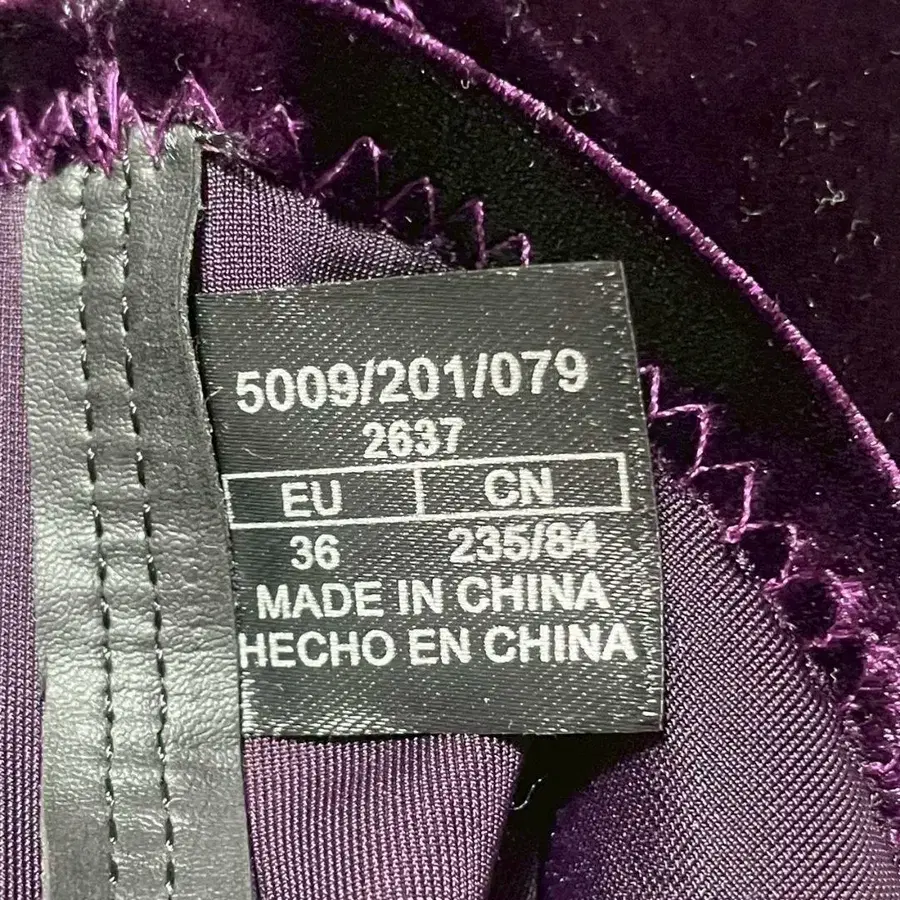 5009/201/079
2637
EU CN
36 235/84
MADE IN CHINA
HECHO EN CHINA